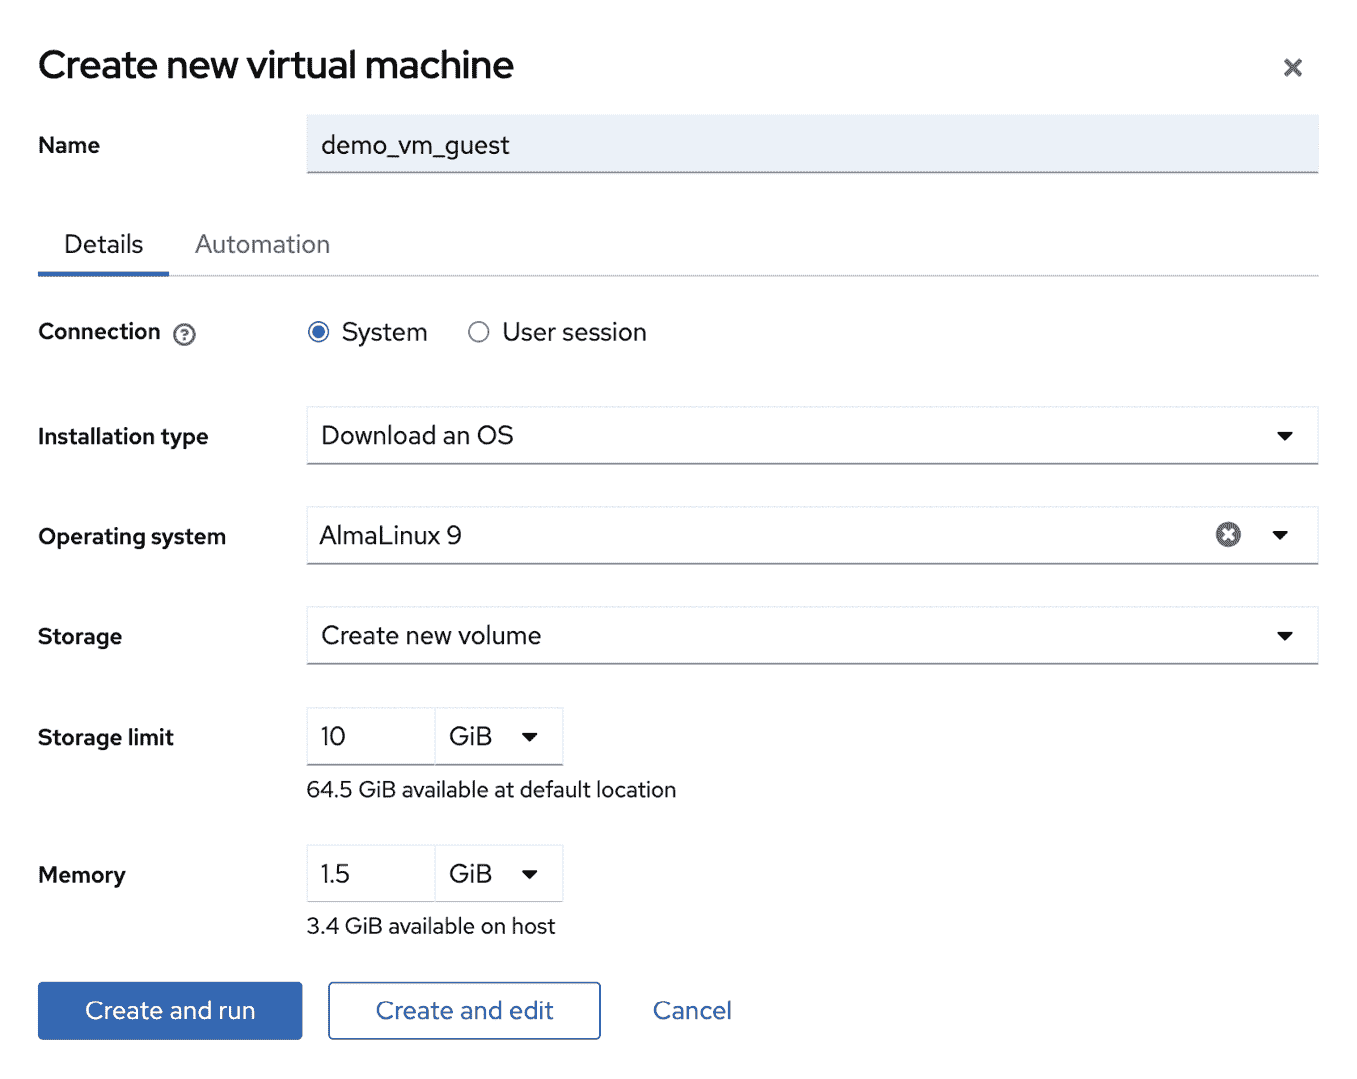 Create new virtual machine
Name demo_vm_guest
Details Automation
Connection System User session
Installation type Download an OS
Operating system AlmaLinux 9
Storage Create new volume
Storage limit 10 GiB
64.5 GiB available at default location
Memory 1.5 GiB
3.4 GiB available on host
Create and run Create and edit Cancel